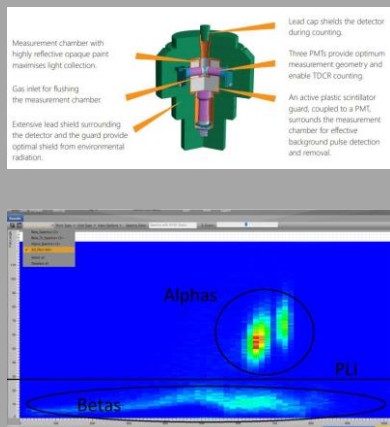 Lead cap shields the detector
during counting.
Measurement chamber with
highly reflective opaque paint
maximises light collection.
Three PMTs provide optimum
measurement geometry and
enable TDCR counting.
Gas inlet for flushing
the measurement chamber.
An active plastic scintillator
guard, coupled to a PMT,
surrounds the measurement
chamber for effective
background pulse detection
and removal.
Extensive lead shield surrounding
the detector and the guard provide
optimal shield from environmental
radiation.
Alphas
PLI
Betas